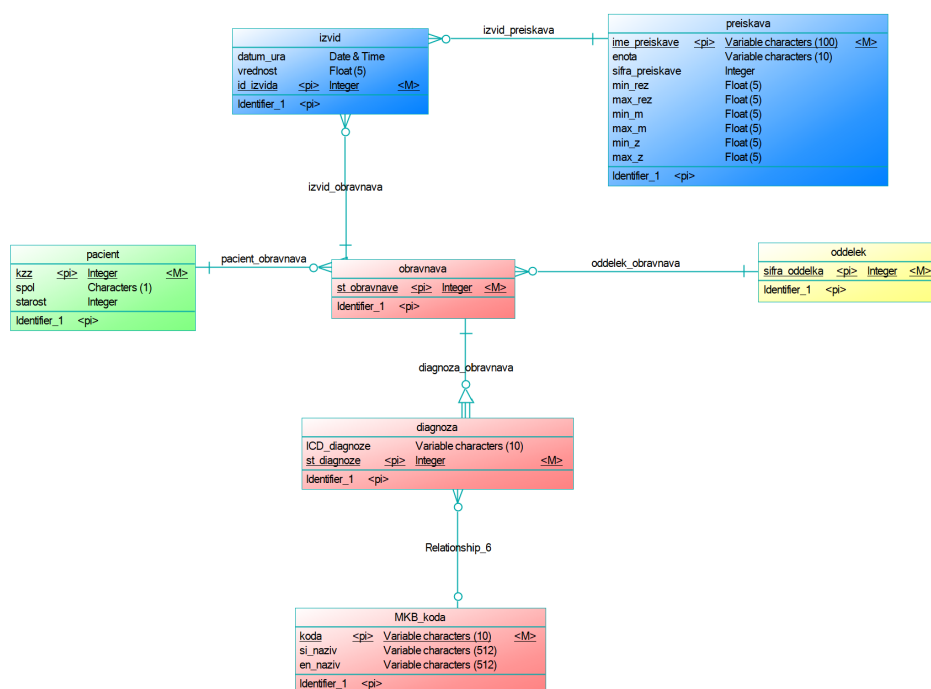 izvid
datum_ura Date & Time
vrednost Float (5)
id_izvida <pi> Integer <M>
Identifier_1 <pi>
izvid_preiskava
preiskava
ime_preiskave <pi> Variable characters (100) <M>
enota Variable characters (10)
sifra_preiskave Integer
min_rez Float (5)
max_rez Float (5)
min_m Float (5)
max_m Float (5)
min_z Float (5)
max_z Float (5)
Identifier_1 <pi>
izvid_obravnava
pacient
kzz <pi> Integer <M>
spol Characters (1)
starost Integer
Identifier_1 <pi>
pacient_obravnava
obravnava
st_obravnave <pi> Integer <M>
Identifier_1 <pi>
oddelek_obravnava
oddelek
sifra_oddelka <pi> Integer <M>
Identifier_1 <pi>
diagnoza_obravnava
diagnoza
ICD_diagnoze Variable characters (10)
st_diagnoze <pi> Integer <M>
Identifier_1 <pi>
Relationship_6
MKB_koda
koda <pi> Variable characters (10) <M>
si_naziv Variable characters (512)
en_naziv Variable characters (512)
Identifier_1 <pi>